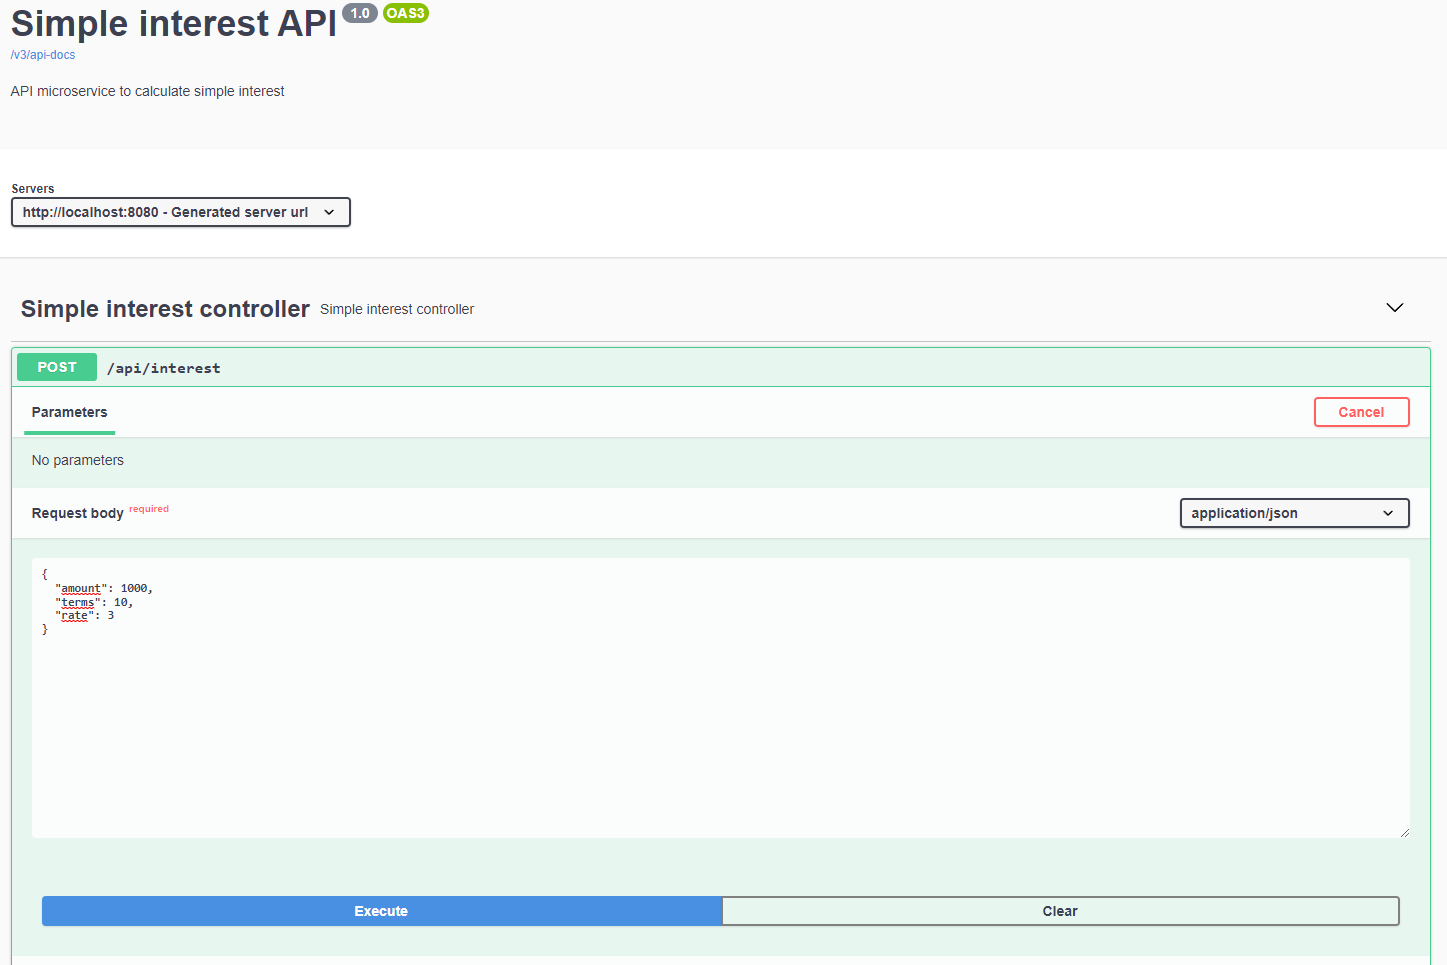 Simple interest API 1.0 OAS3
/v3/api-docs
API microservice to calculate simple interest
Servers
http://localhost:8080 - Generated server url
Simple interest controller Simple interest controller
POST /api/interest
Parameters Cancel
No parameters
Request body required application/json
{
"amount": 1000,
"terms": 10,
"rate": 3
}
Execute Clear